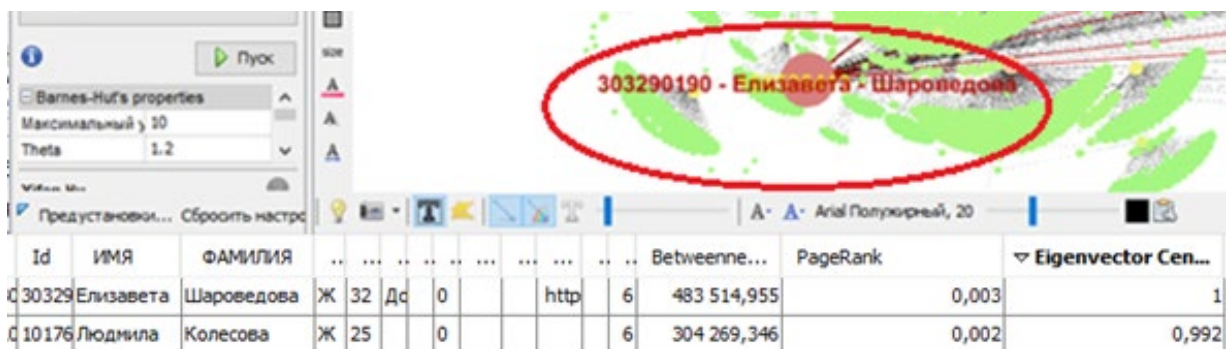 Пуск
size
303290190 - Елизавета - Шароведова
Barnes-Hut's properties
Максимальный у 10
Theta 1.2
Предустановки... Сбросить настро
A- A- Arial Полужирный, 20
Id ИМЯ ФАМИЛИЯ .. ... .. .. ... ... ... .. .. Betweenne... PageRank Eigenvector Cen...
30329 Елизавета Шароведова Ж 32 До 0 http 6 483 514,955 0,003 1
10176 Людмила Колесова Ж 25 0 6 304 269,346 0,002 0,992